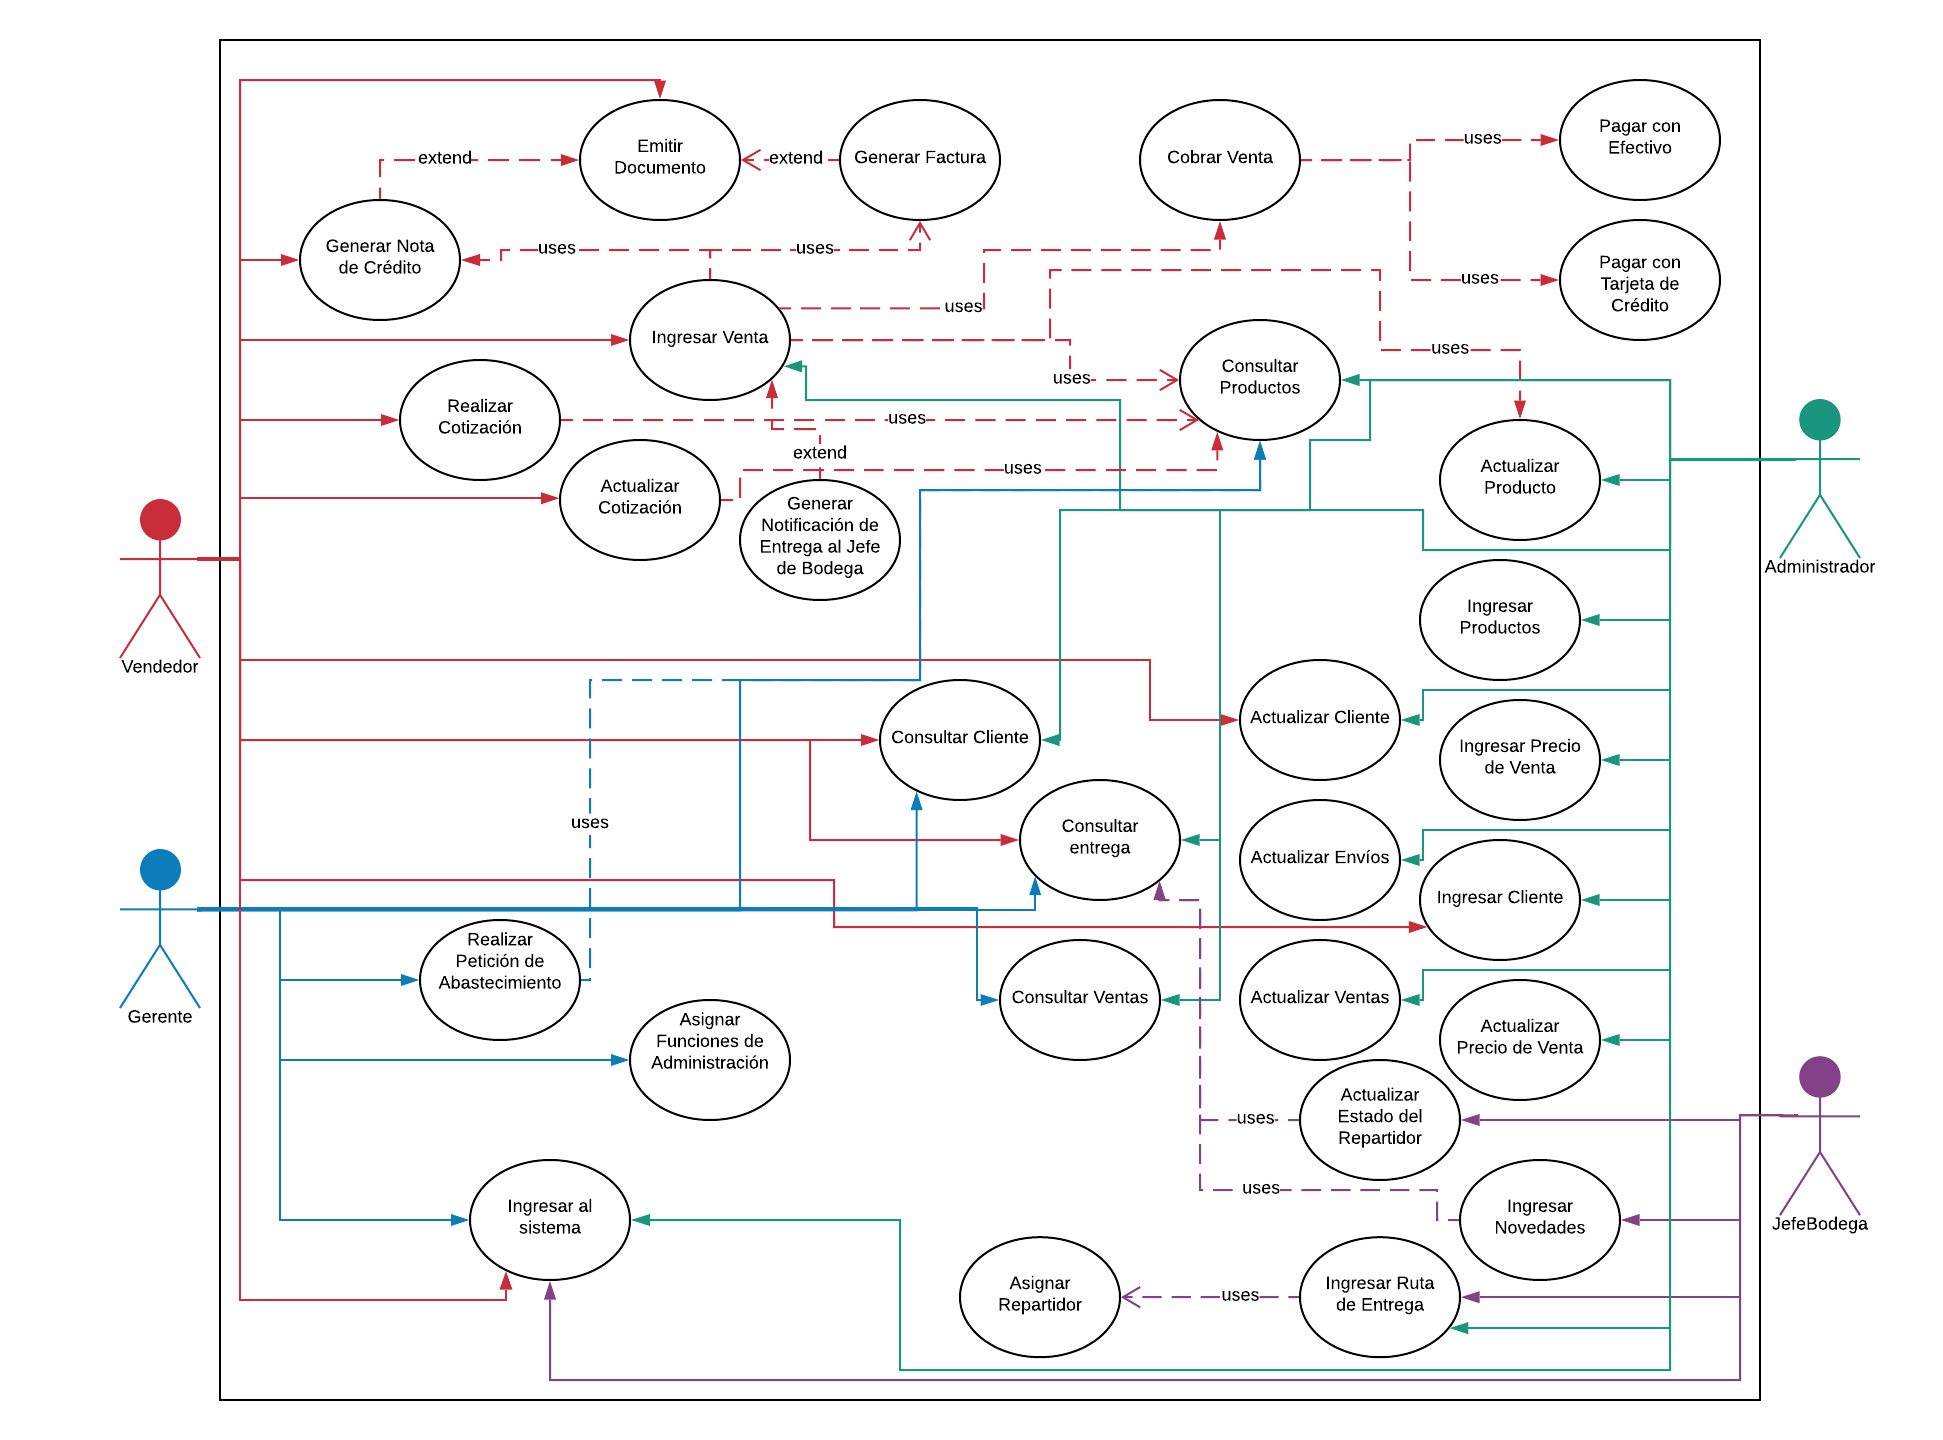 Emitir
Documento
extend
extend
Generar Factura
Cobrar Venta
uses
Pagar con
Efectivo
Generar Nota
de Crédito
uses
uses
uses
Pagar con
Tarjeta de
Crédito
Ingresar Venta
uses
uses
uses
Consultar
Productos
Realizar
Cotización
uses
extend
uses
Actualizar
Cotización
Generar
Notificación de
Entrega al Jefe
de Bodega
Actualizar
Producto
Administrador
Vendedor
Ingresar
Productos
Actualizar Cliente
Consultar Cliente
Ingresar Precio
de Venta
uses
Consultar
entrega
Actualizar Envíos
Ingresar Cliente
Realizar
Petición de
Abastecimiento
Gerente
Consultar Ventas
Actualizar Ventas
Asignar
Funciones de
Administración
Actualizar
Precio de Venta
uses
Actualizar
Estado del
Repartidor
uses
Ingresar
Novedades
JefeBodega
Ingresar al
sistema
Asignar
Repartidor
uses
Ingresar Ruta
de Entrega